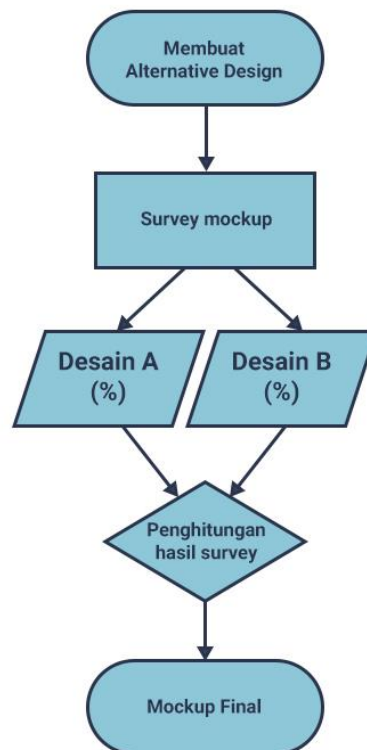 Membuat
Alternative Design
Survey mockup
Desain A
(%)
Desain B
(%)
Penghitungan
hasil survey
Mockup Final